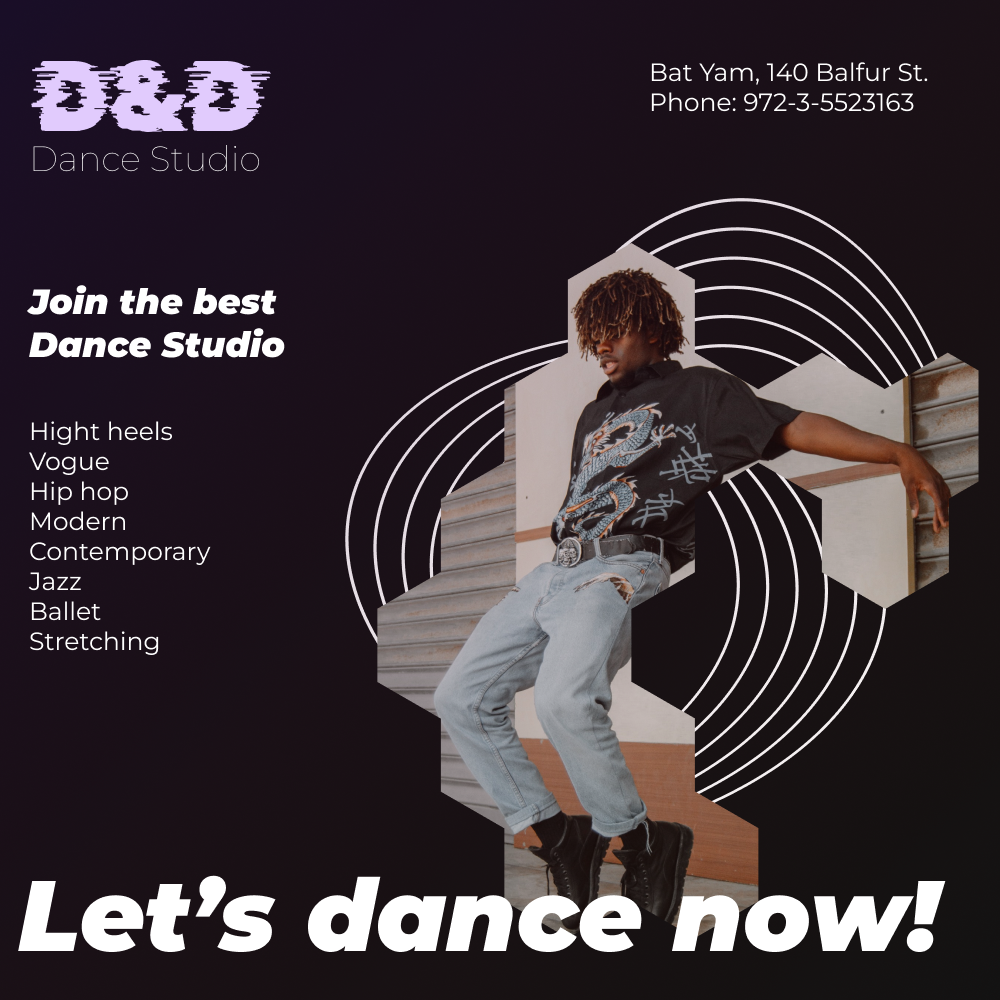 D&D
Dance Studio
Bat Yam, 140 Balfur St.
Phone: 972-3-5523163
Join the best
Dance Studio
Hight heels
Vogue
Hip hop
Modern
Contemporary
Jazz
Ballet
Stretching
Let's dance now!